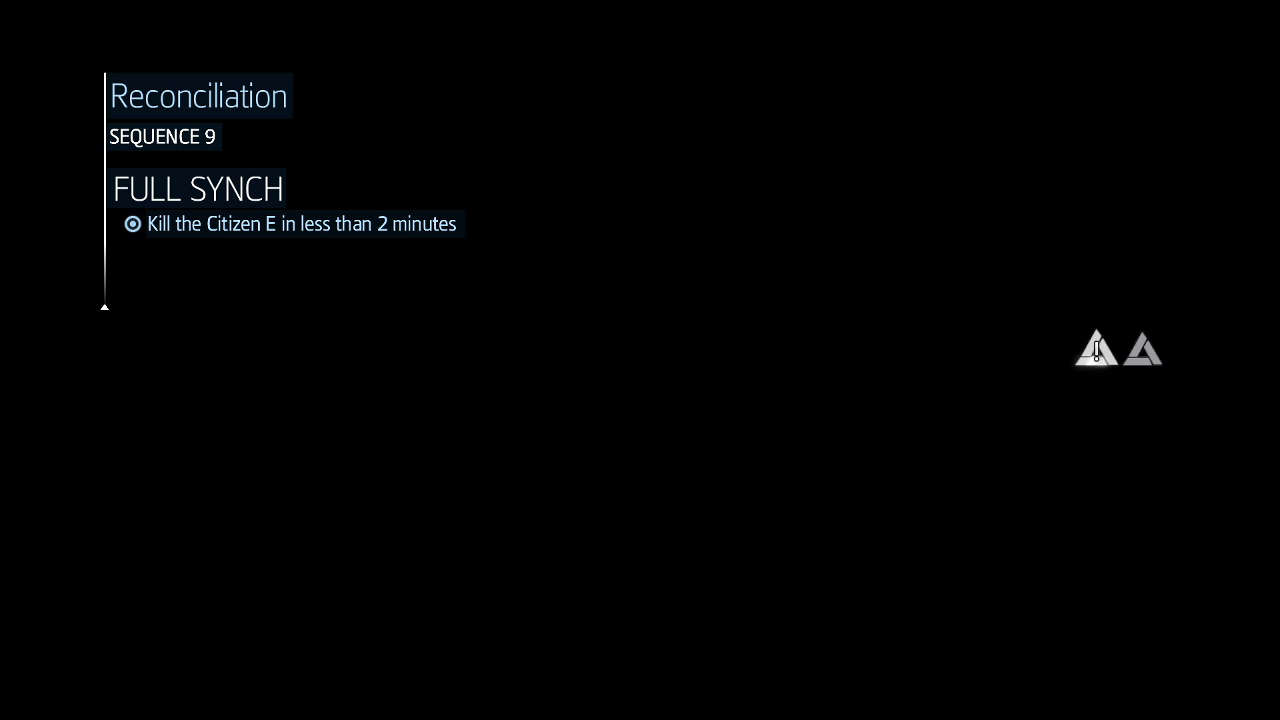 Reconciliation
SEQUENCE 9
FULL SYNCH
Kill the Citizen E in less than 2 minutes